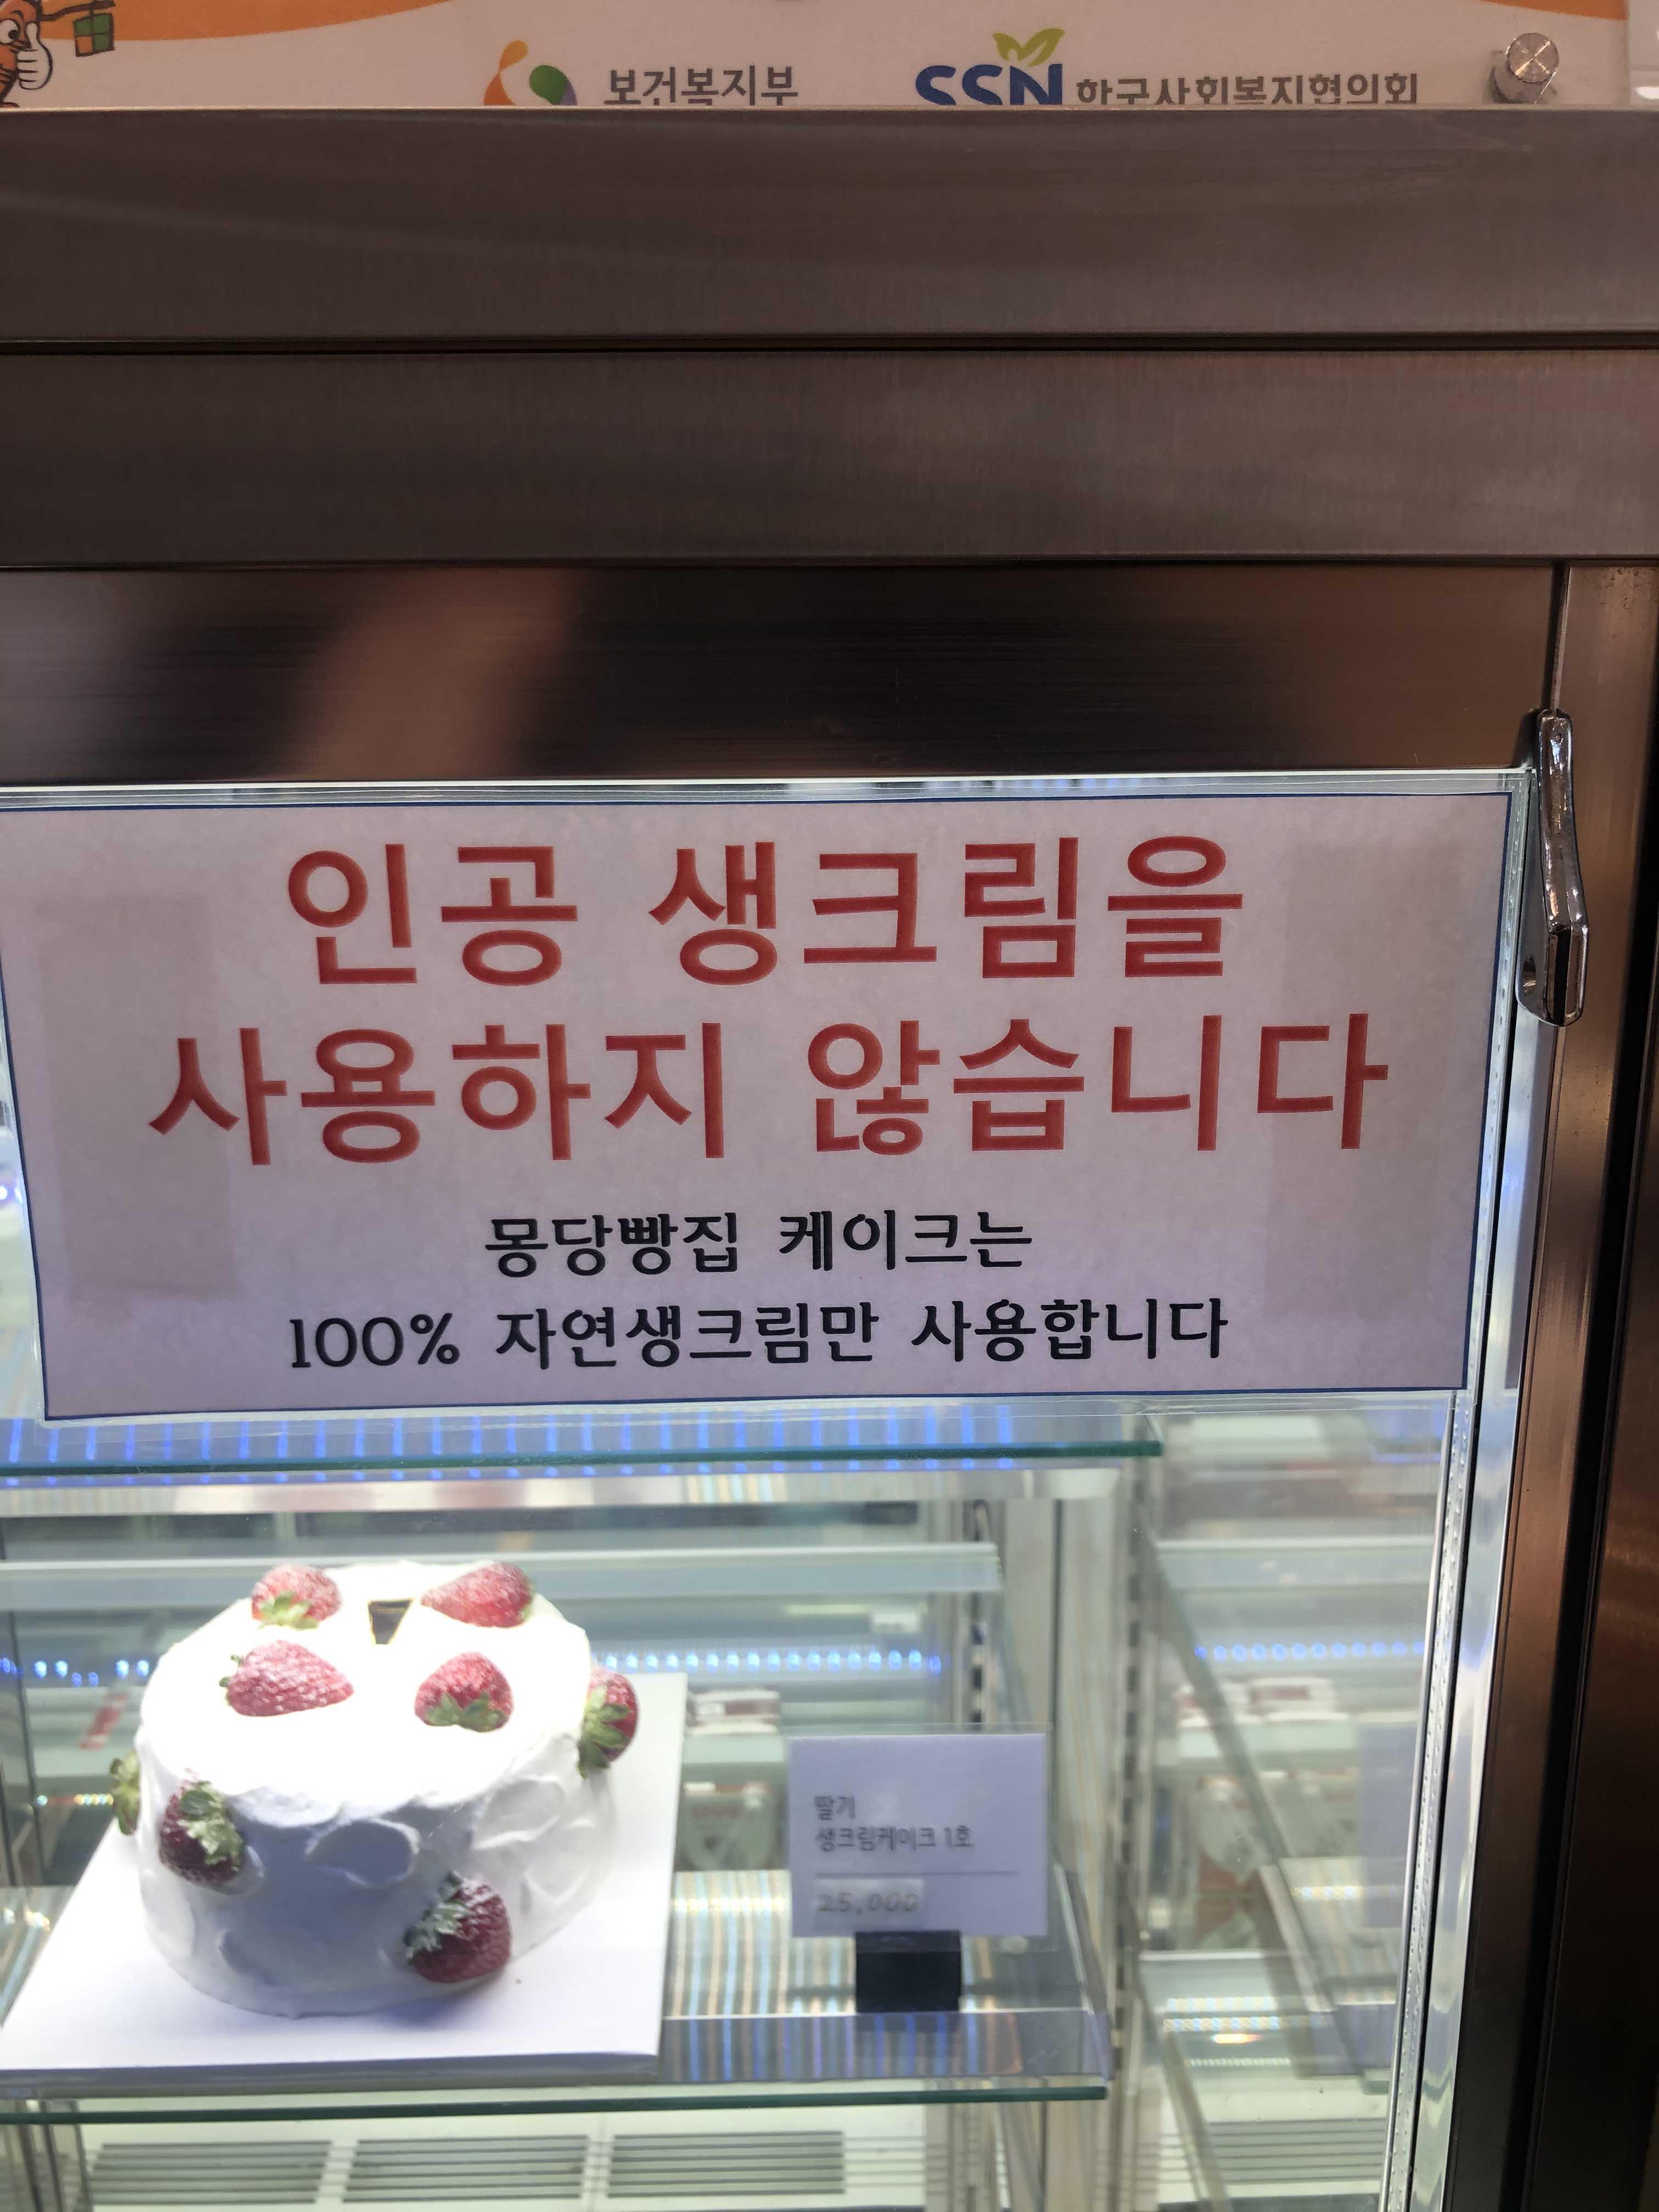 보건복지부
SSN 한국사회복지협의회
인공 생크림을
사용하지 않습니다
몽당빵집 케이크는
100% 자연생크림만 사용합니다
딸기
생크림케이크 1호
25,000